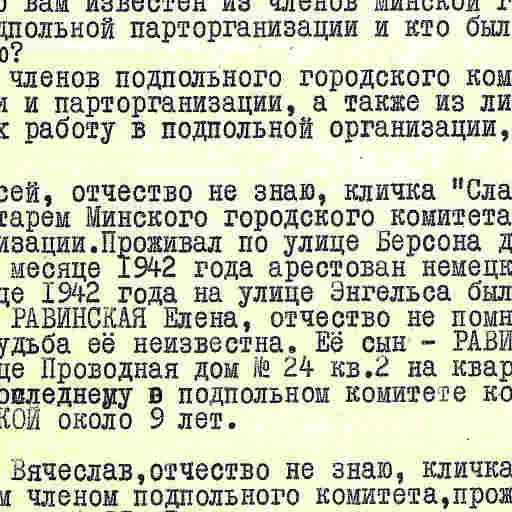 о вам известен из членов Минской г
дпольной парторганизации и кто был
ю?
членов подпольного городского ком
и и парторганизации, а также из ли
х работу в подпольной организации,
сей, отчество не знаю, кличка "Сла
тарем Минского городского комитета
изации.Проживал по улице Берсона д
месяце 1942 года арестован немецк
це 1942 года на улице Энгельса был
РАВИНСКАЯ Елена, отчество не помн
удьба её неизвестна. Её сын - РАВИ
це Проводная дом № 24 кв.2 на квар
последнему в подпольном комитете ко
КОЙ около 9 лет.
Вячеслав,отчество не знаю, кличка
м членом подпольного комитета,прож